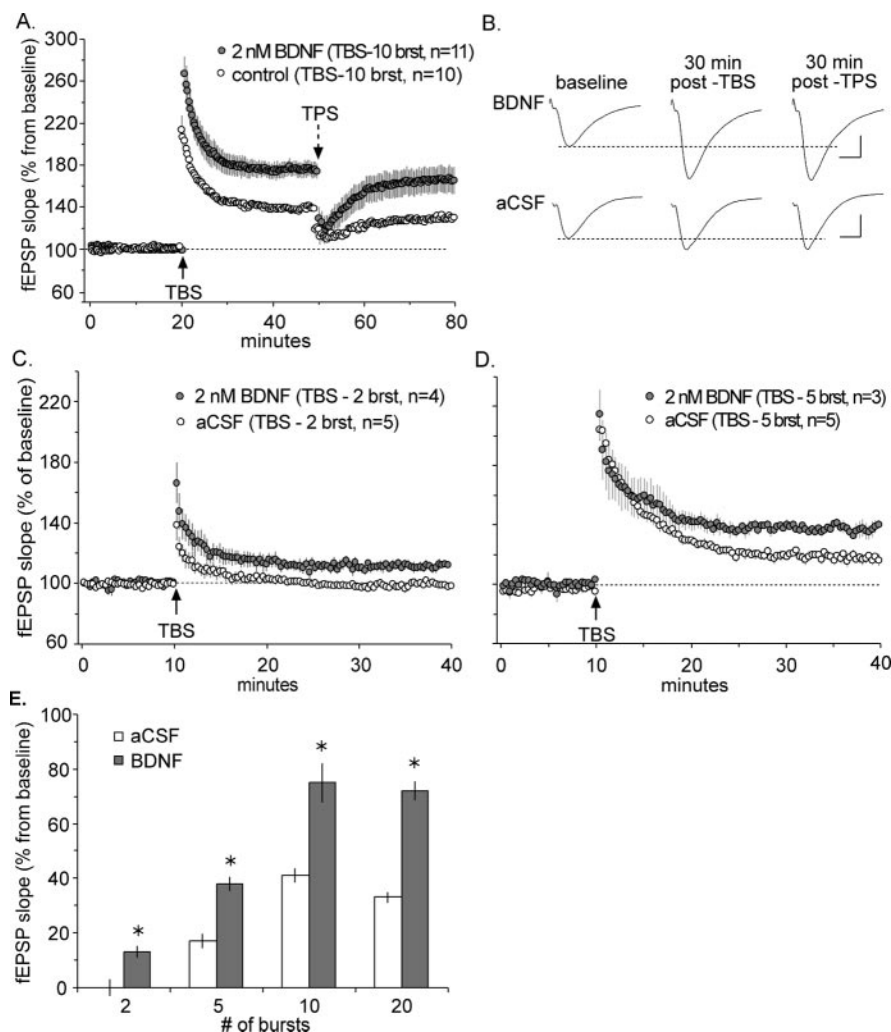 A.
fEPSP slope (% from baseline)
300
260
220
180
140
100
60
2 nM BDNF (TBS-10 brst, n=11)
control (TBS-10 brst, n=10)
TPS
TBS
0 20 40 60 80
minutes
B.
baseline
30 min
post -TBS
30 min
post -TPS
BDNF
aCSF
C.
fEPSP slope (% of baseline)
220
180
140
100
60
2 nM BDNF (TBS - 2 brst, n=4)
aCSF (TBS - 2 brst, n=5)
TBS
0 10 20 30 40
minutes
D.
2 nM BDNF (TBS - 5 brst, n=3)
aCSF (TBS - 5 brst, n=5)
TBS
0 10 20 30 40
minutes
E.
fEPSP slope (% from baseline)
100
80
60
40
20
0
aCSF
BDNF
* * * *
2 5 10 20
# of bursts